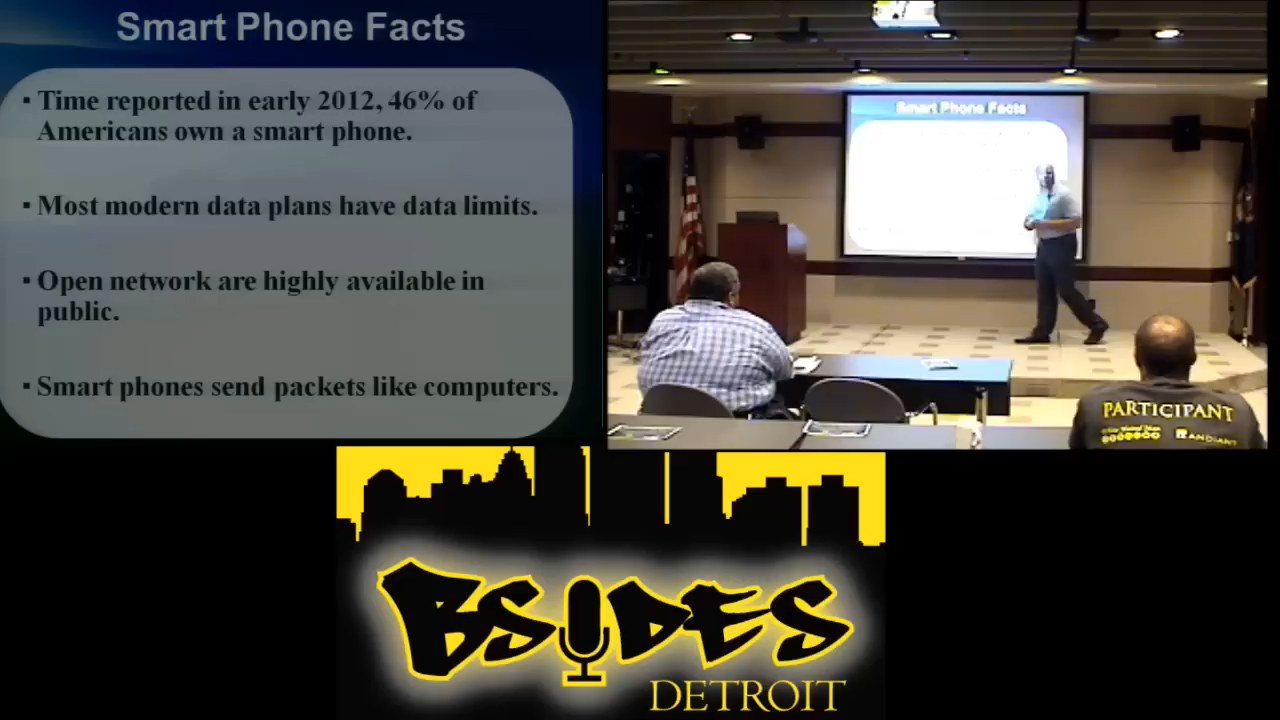 Smart Phone Facts
▪ Time reported in early 2012, 46% of
Americans own a smart phone.
▪ Most modern data plans have data limits.
▪ Open network are highly available in
public.
▪ Smart phones send packets like computers.
Smart Phone Facts
PARTICIPANT
BSIDES
DETROIT